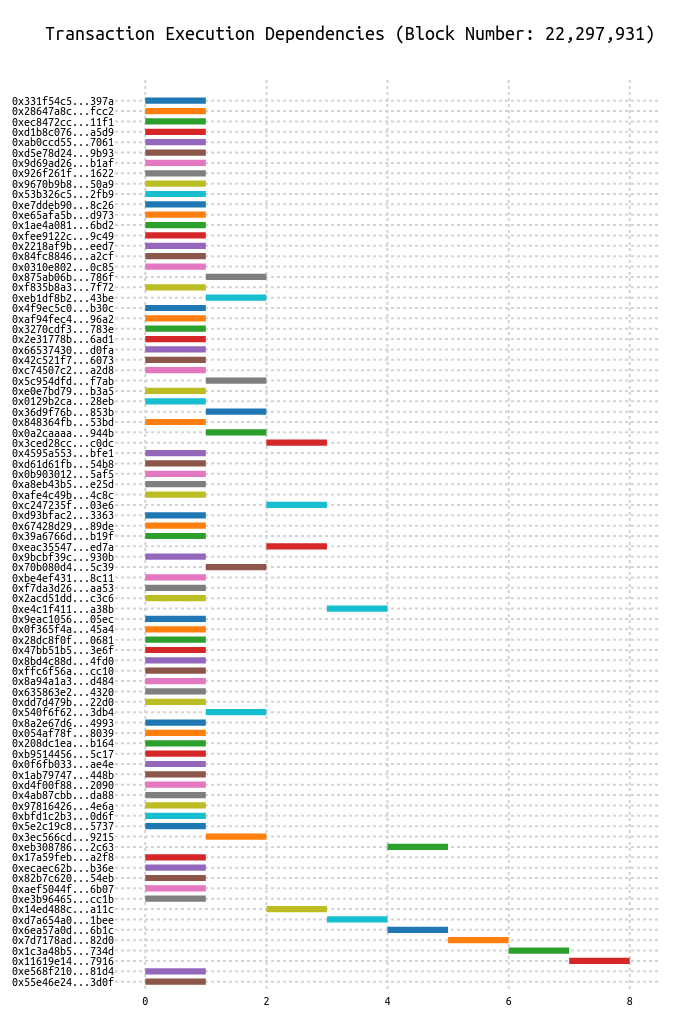 Transaction Execution Dependencies (Block Number: 22,297,931)
0x331f54c5...397a
0x28647a8c...fcc2
0xec8472cc...11f1
0xd1b8c076...a5d9
0xab0ccd55...7061
0xd5e78d24...9b93
0x9d69ad26...b1af
0x926f261f...1622
0x9670b9b8...50a9
0x53b326c5...2fb9
0xe7ddeb90...8c26
0xe65afa5b...d973
0x1ae4a081...6bd2
0xfee9122c...9c49
0x2218af9b...eed7
0x84fc8846...a2cf
0x0310e802...0c85
0x875ab06b...786f
0xf835b8a3...7f72
0xeb1df8b2...43be
0x4f9ec5c0...b30c
0xaf94fec4...96a2
0x3270cdf3...783e
0x2e31778b...6ad1
0x66537430...d0fa
0x42c521f7...6073
0xc74507c2...a2d8
0x5c954dfd...f7ab
0xe0e7bd79...b3a5
0x0129b2ca...28eb
0x36d9f76b...853b
0x848364fb...53bd
0x0a2caaaa...944b
0x3ced28cc...c0dc
0x4595a553...bfe1
0xd61d61fb...54b8
0x0b903012...5af5
0xa8eb43b5...e25d
0xafe4c49b...4c8c
0xc247235f...03e6
0xd93bfac2...3363
0x67428d29...89de
0x39a6766d...b19f
0xeac35547...ed7a
0x9bcbf39c...930b
0x70b080d4...5c39
0xbe4ef431...8c11
0xf7da3d26...aa53
0x2acd51dd...c3c6
0xe4c1f411...a38b
0x9eac1056...05ec
0x0f365f4a...45a4
0x28dc8f0f...0681
0x47bb51b5...3e6f
0x8bd4c88d...4fd0
0xffc6f56a...cc10
0x8a94a1a3...d484
0x635863e2...4320
0xdd7d479b...22d0
0x540f6f62...3db4
0x8a2e67d6...4993
0x054af78f...8039
0x208dc1ea...b164
0xb9514456...5c17
0x0f6fb033...ae4e
0x1ab79747...448b
0xd4f00f88...2090
0x4ab87cbb...da88
0x97816426...4e6a
0xbfd1c2b3...0d6f
0x5e2c19c8...5737
0x3ec566cd...9215
0xeb308786...2c63
0x17a59feb...a2f8
0xecaec62b...b36e
0x82b7c620...54eb
0xaef5044f...6b07
0xe3b96465...cc1b
0x14ed488c...a11c
0xd7a654a0...1bee
0x6ea57a0d...6b1c
0x7d7178ad...82d0
0x1c3a48b5...734d
0x11619e14...7916
0xe568f210...81d4
0x55e46e24...3d0f
0 2 4 6 8